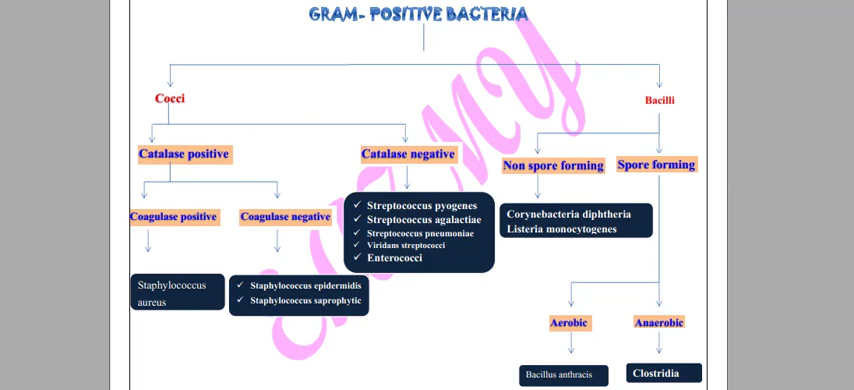 GRAM- POSITIVE BACTERIA
Cocci
Bacilli
Catalase positive
Catalase negative
Non spore forming
Spore forming
Coagulase positive
Coagulase negative
Streptococcus pyogenes
Streptococcus agalactiae
Streptococcus pneumoniae
Viridans streptococci
Enterococci
Corynebacteria diphtheria
Listeria monocytogenes
Staphylococcus
aureus
Staphylococcus epidermidis
Staphylococcus saprophytic
Aerobic
Anaerobic
Bacillus anthracis
Clostridia